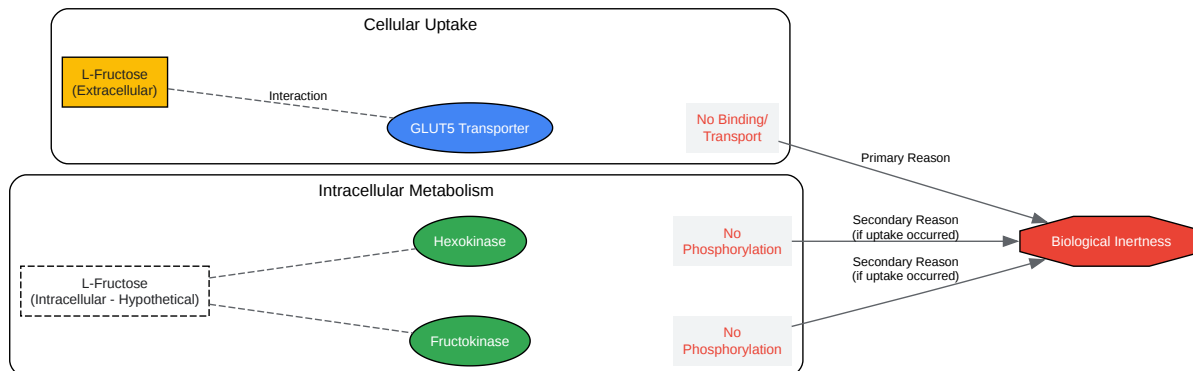 Cellular Uptake
L-Fructose
(Extracellular)
Interaction
GLUT5 Transporter
No Binding/
Transport
Primary Reason
Intracellular Metabolism
Hexokinase
No
Phosphorylation
Secondary Reason
(if uptake occurred)
Biological Inertness
L-Fructose
(Intracellular - Hypothetical)
Secondary Reason
(if uptake occurred)
Fructokinase
No
Phosphorylation